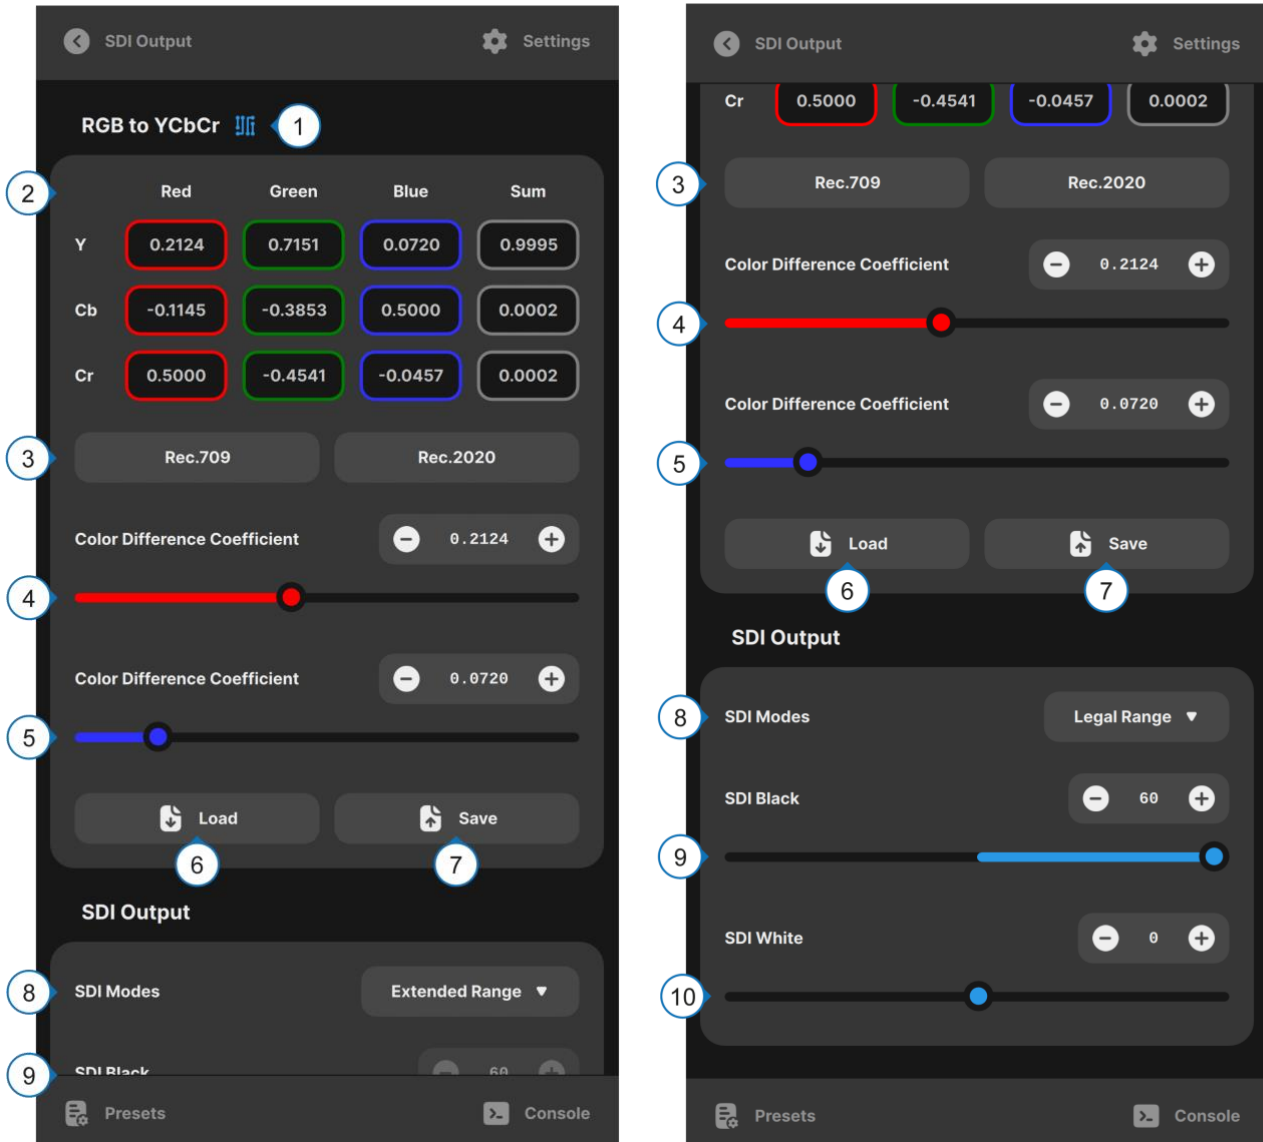 SDI Output Settings
RGB to YCbCr 1
2 Red Green Blue Sum
Y 0.2124 0.7151 0.0720 0.9995
Cb -0.1145 -0.3853 0.5000 0.0002
Cr 0.5000 -0.4541 -0.0457 0.0002
3 Rec.709 Rec.2020
Color Difference Coefficient 0.2124
4
Color Difference Coefficient 0.0720
5
Load Save
6 7
SDI Output
8 SDI Modes Extended Range
9 SDI Black 60
Presets Console
SDI Output Settings
Cr 0.5000 -0.4541 -0.0457 0.0002
3 Rec.709 Rec.2020
Color Difference Coefficient 0.2124
4
Color Difference Coefficient 0.0720
5
Load Save
6 7
SDI Output
8 SDI Modes Legal Range
SDI Black 60
9
SDI White 0
10
Presets Console